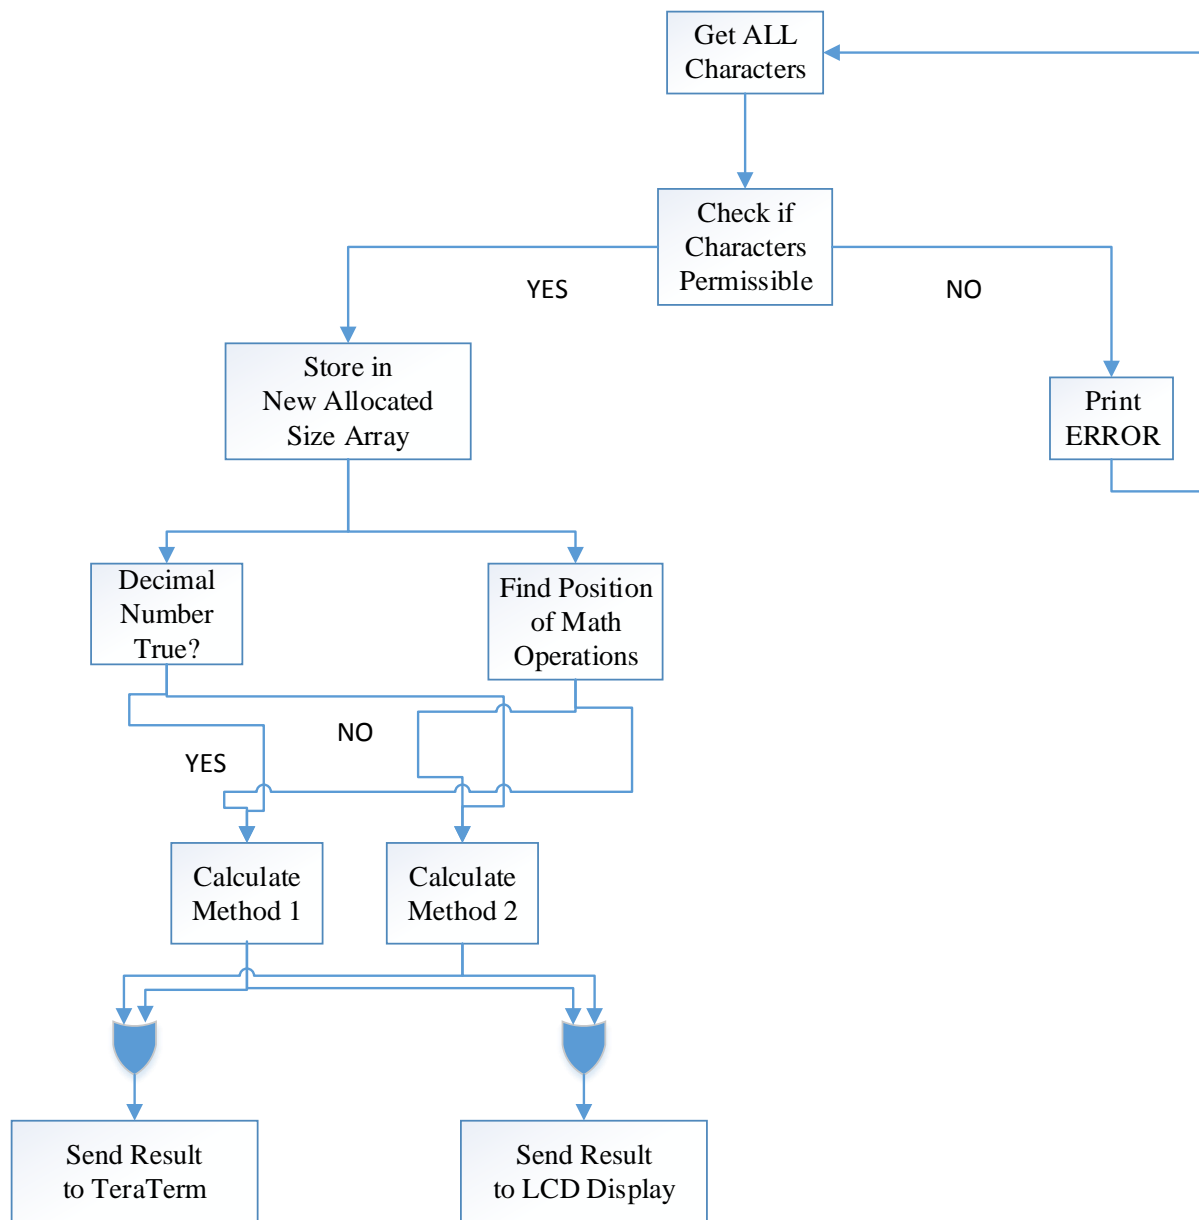 Get ALL
Characters
Check if
Characters
Permissible
YES
NO
Store in
New Allocated
Size Array
Print
ERROR
Decimal
Number
True?
Find Position
of Math
Operations
NO
YES
Calculate
Method 1
Calculate
Method 2
Send Result
to TeraTerm
Send Result
to LCD Display